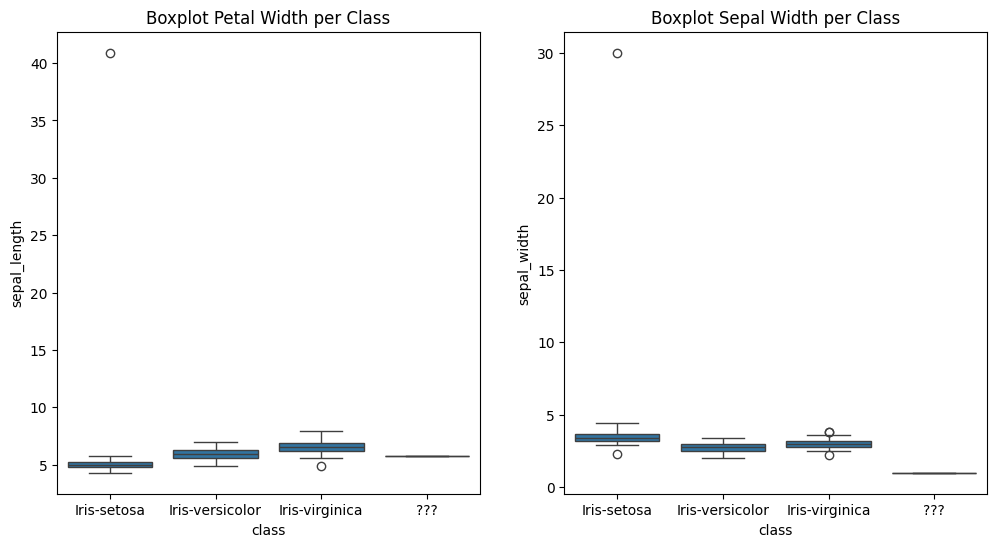 Boxplot Petal Width per Class
40
35
30
25
20
15
10
5
sepal_length
Iris-setosa Iris-versicolor Iris-virginica ???
class
Boxplot Sepal Width per Class
30
25
20
15
10
5
0
sepal_width
Iris-setosa Iris-versicolor Iris-virginica ???
class